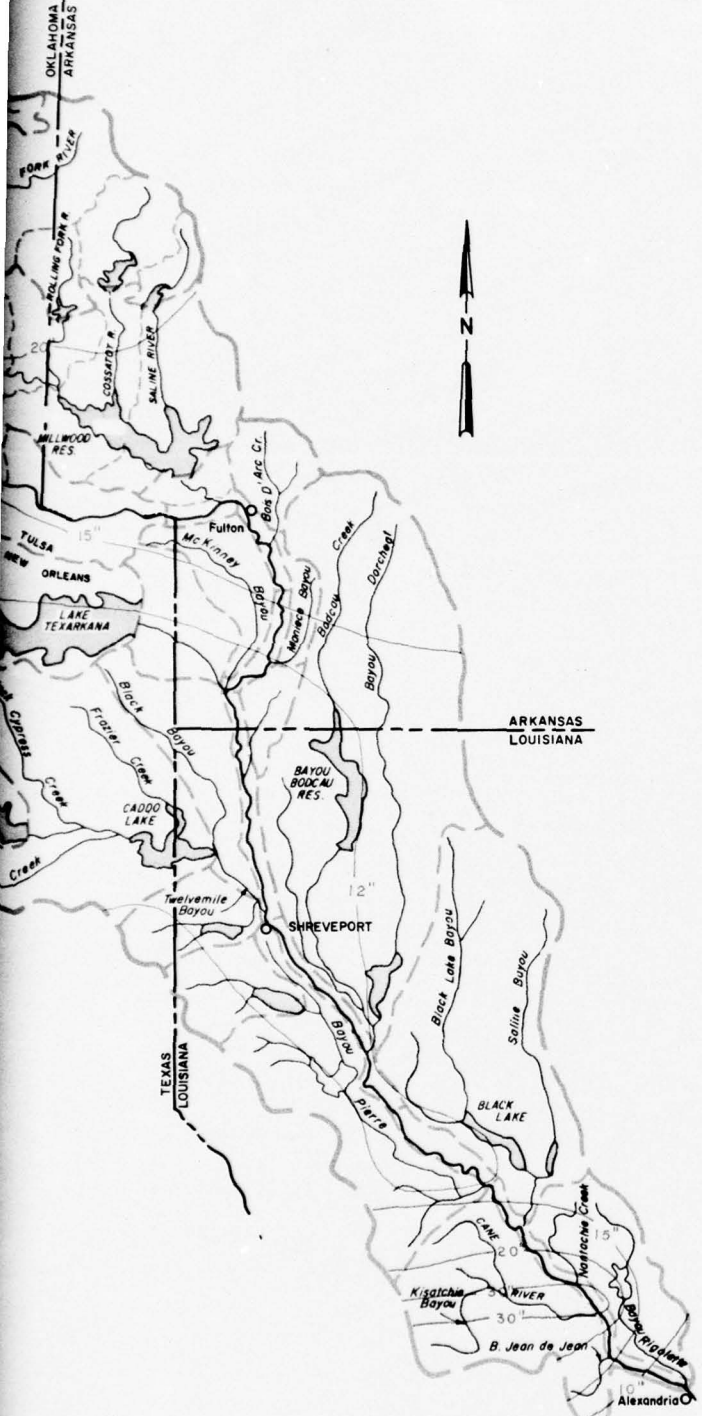 OKLAHOMA
ARKANSAS
FORK RIVER
ROLLING FORK R
COSSATOT R.
SALINE RIVER
20
N
MILLWOOD
RES.
Bois D' Arc Cr.
Fulton
15"
Mc Kinney
Bayou
TULSA
NEW ORLEANS
LAKE
TEXARKANA
Maniece Bayou
Bodcau Creek
Dorcheat
Bayou
Black
Bayou
Frazier
Creek
Cypress
Creek
ARKANSAS
LOUISIANA
BAYOU
BODCAU
RES.
CADDO
LAKE
Creek
12"
Twelvemile
Bayou
SHREVEPORT
Black Lake Bayou
Saline Bayou
Bayou
Pierre
TEXAS
LOUISIANA
BLACK
LAKE
Nantachie Creek
CANE
RIVER
15"
20"
Kisatchie
Bayou
30"
B. Jean de Jean
Bayou Rigolette
10"
Alexandria